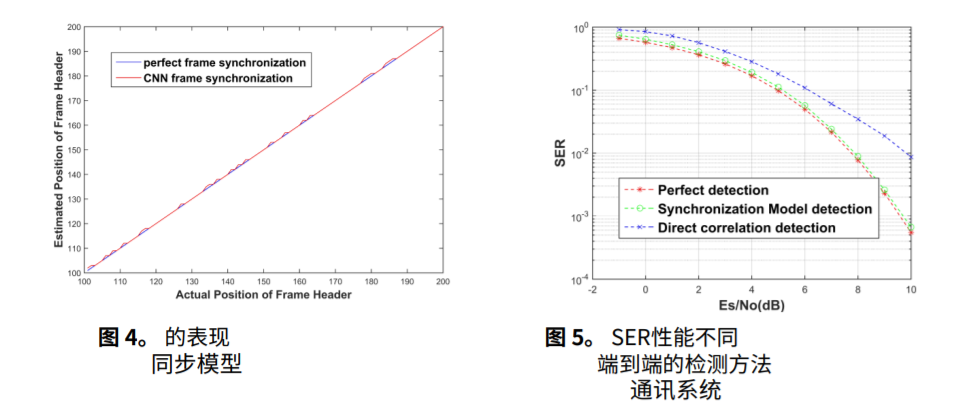 200
190
180
170
160
150
140
130
120
110
100
perfect frame synchronization
CNN frame synchronization
Estimated Position of Frame Header
100 110 120 130 140 150 160 170 180 190 200
Actual Position of Frame Header
图 4。 的表现
同步模型
10^0
10^-1
10^-2
10^-3
10^-4
SER
Perfect detection
Synchronization Model detection
Direct correlation detection
-2 0 2 4 6 8 10
Es/No(dB)
图 5。 SER性能不同
端到端的检测方法
通讯系统